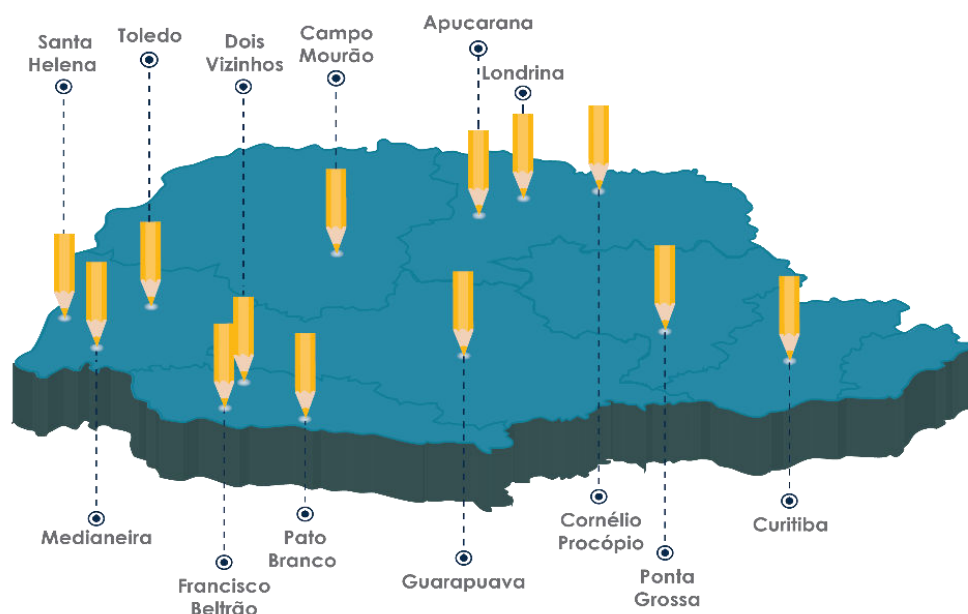 Santa
Helena
Toledo
Dois
Vizinhos
Campo
Mourão
Apucarana
Londrina
Medianeira
Francisco
Beltrão
Pato
Branco
Guarapuava
Cornélio
Procópio
Ponta
Grossa
Curitiba